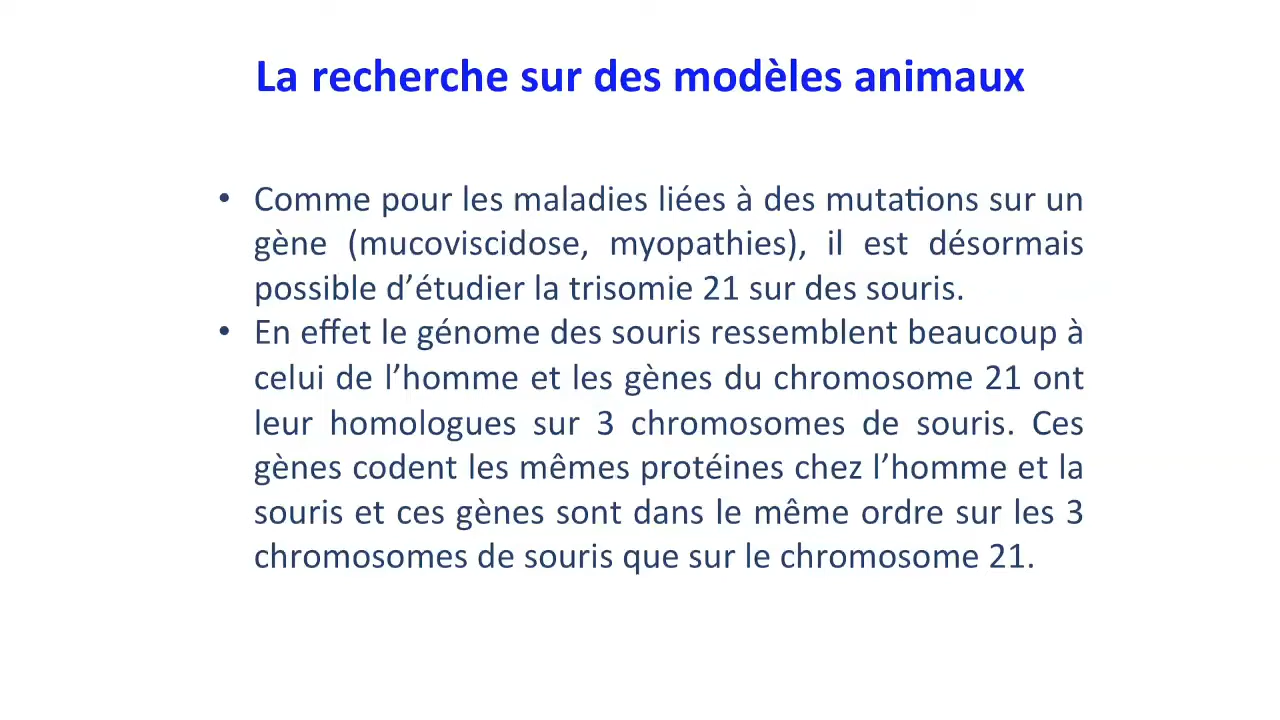 La recherche sur des modèles animaux
• Comme pour les maladies liées à des mutations sur un
gène (mucoviscidose, myopathies), il est désormais
possible d’étudier la trisomie 21 sur des souris.
• En effet le génome des souris ressemblent beaucoup à
celui de l’homme et les gènes du chromosome 21 ont
leur homologues sur 3 chromosomes de souris. Ces
gènes codent les mêmes protéines chez l’homme et la
souris et ces gènes sont dans le même ordre sur les 3
chromosomes de souris que sur le chromosome 21.